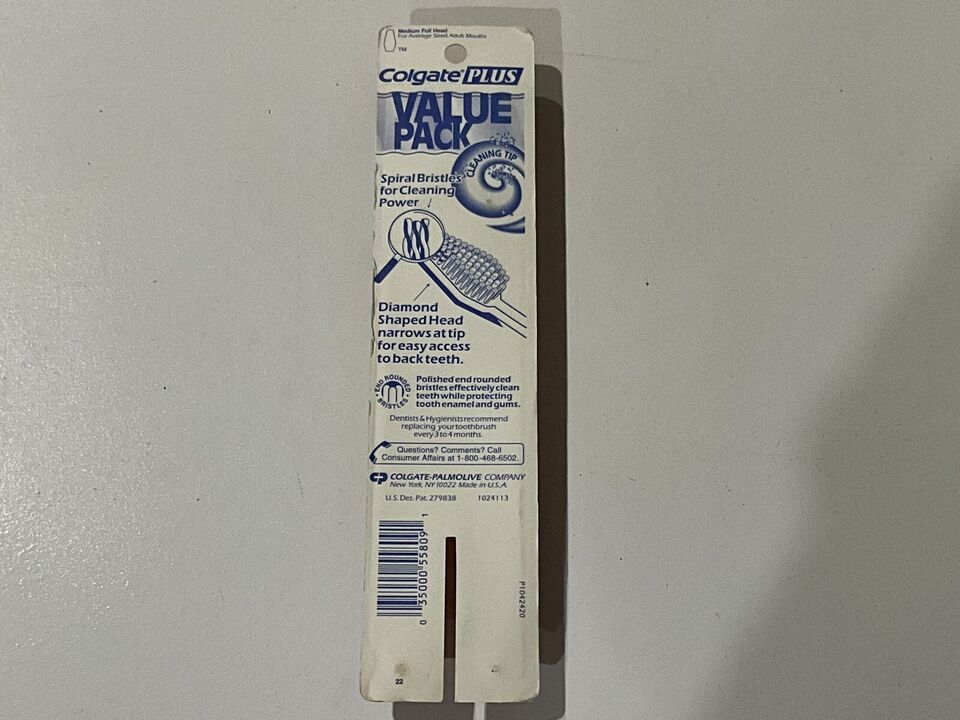 Medium Full Head
For Average Sized Adult Mouths
TM
Colgate® PLUS
VALUE
PACK
CLEANING TIP
Spiral Bristles
for Cleaning
Power
Diamond
Shaped Head
narrows at tip
for easy access
to back teeth.
END ROUNDED
BRISTLES
Polished end rounded
bristles effectively clean
teeth while protecting
tooth enamel and gums.
Dentists & Hygienists recommend
replacing your toothbrush
every 3 to 4 months.
Questions? Comments? Call
Consumer Affairs at 1-800-468-6502.
CP COLGATE-PALMOLIVE COMPANY
New York, NY 10022 Made in U.S.A.
U.S. Des. Pat. 279838 1024113
0 35000 55809 1
P1042420
22